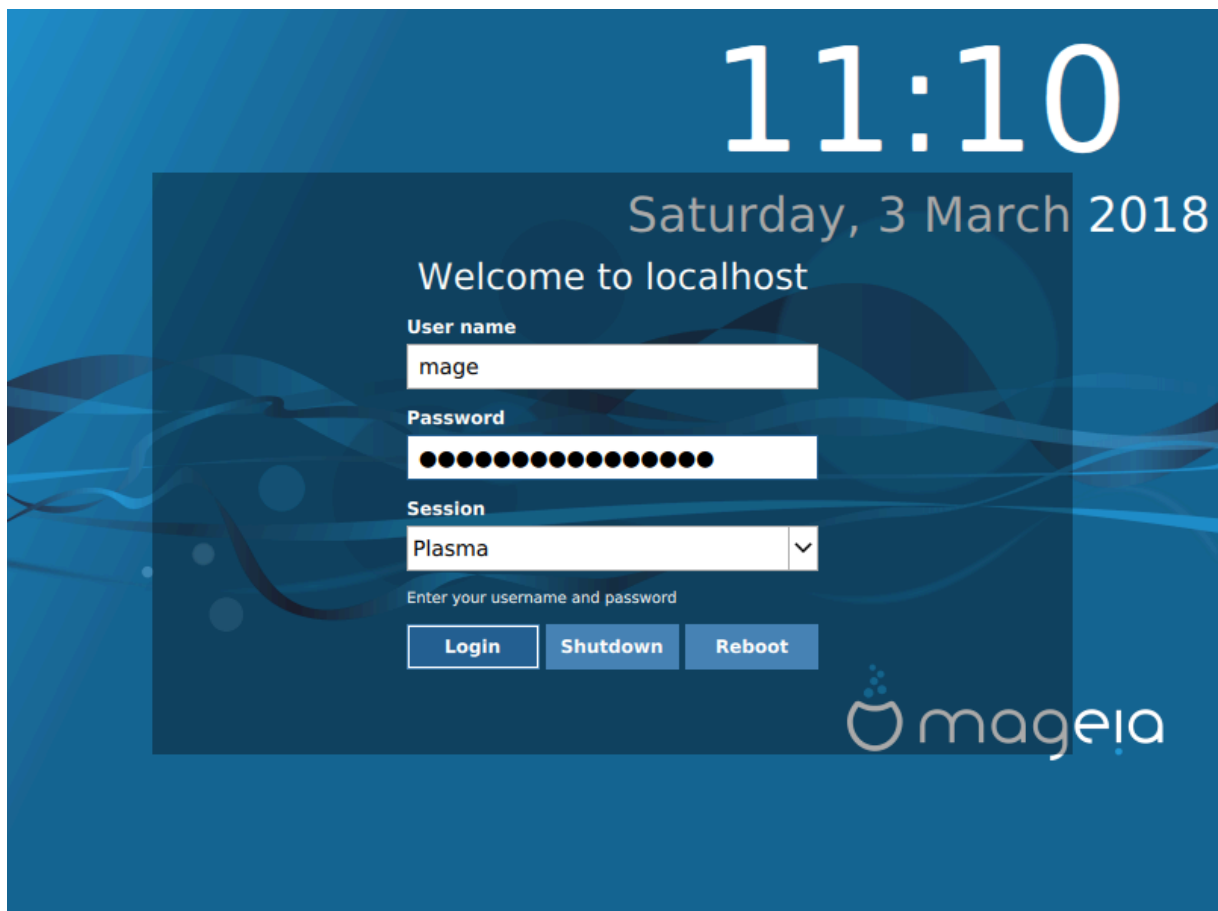 11:10
Saturday, 3 March 2018
Welcome to localhost
User name
mage
Password
●●●●●●●●●●●●●●●●
Session
Plasma
Enter your username and password
Login
Shutdown
Reboot
mageia